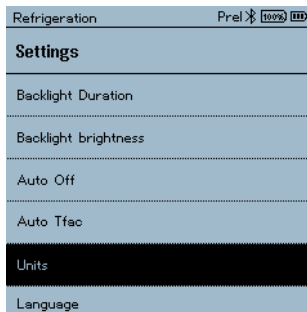 Refrigeration Prel 100%
Settings
Backlight Duration
Backlight brightness
Auto Off
Auto Tfac
Units
Language